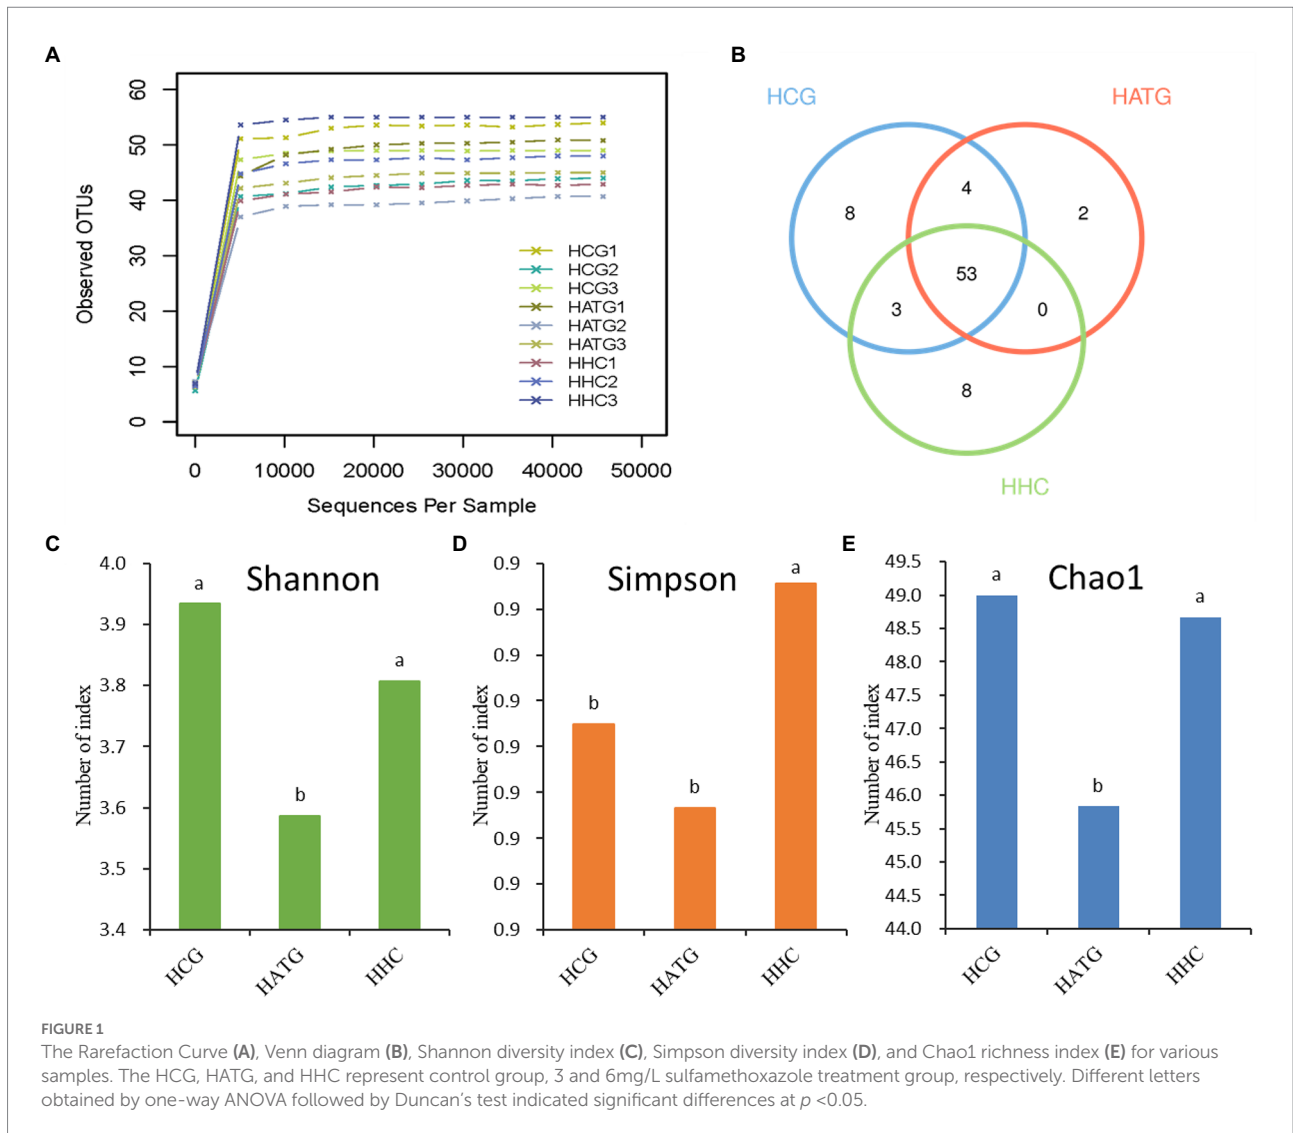 A
60
50
40
30
20
10
0
Observed OTUs
HCG1
HCG2
HCG3
HATG1
HATG2
HATG3
HHC1
HHC2
HHC3
0 10000 20000 30000 40000 50000
Sequences Per Sample
B
HCG HATG
8 4 2
53
3 0
8
HHC
C
Shannon
4.0
3.9
3.8
3.7
3.6
3.5
3.4
Number of index
a b a
HCG HATG HHC
D
Simpson
0.9
0.9
0.9
0.9
0.9
0.9
0.9
0.9
0.9
Number of index
b b a
HCG HATG HHC
E
Chao1
49.5
49.0
48.5
48.0
47.5
47.0
46.5
46.0
45.5
45.0
44.5
44.0
Number of index
a b a
HCG HATG HHC
FIGURE 1
The Rarefaction Curve (A), Venn diagram (B), Shannon diversity index (C), Simpson diversity index (D), and Chao1 richness index (E) for various
samples. The HCG, HATG, and HHC represent control group, 3 and 6mg/L sulfamethoxazole treatment group, respectively. Different letters
obtained by one-way ANOVA followed by Duncan’s test indicated significant differences at p <0.05.